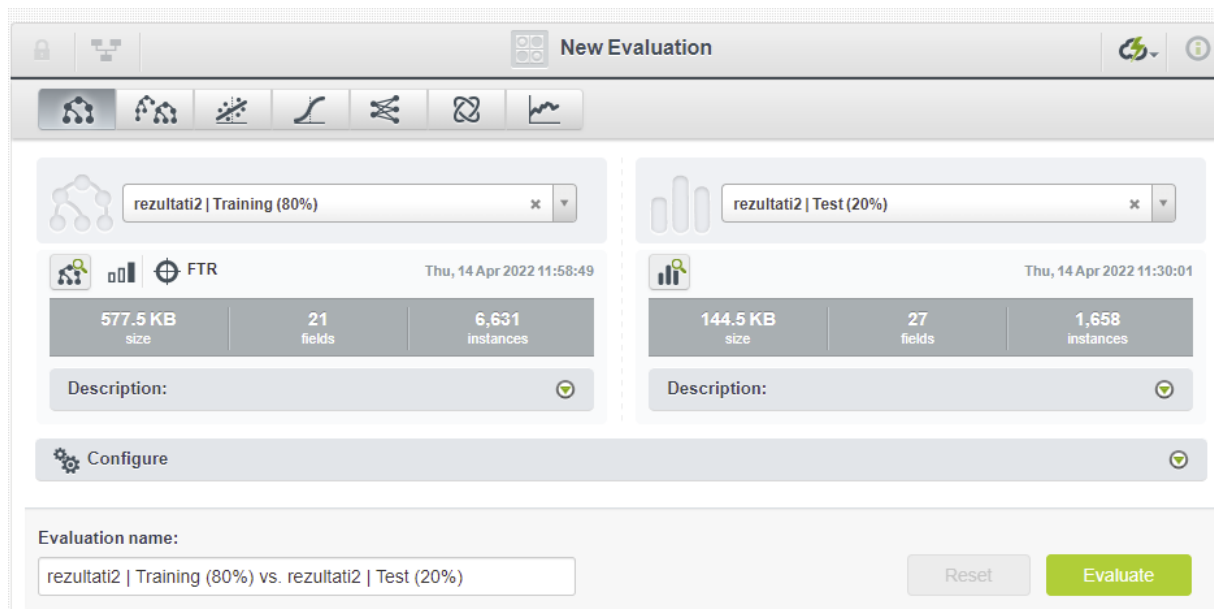 New Evaluation
rezultati2 | Training (80%)
rezultati2 | Test (20%)
FTR
Thu, 14 Apr 2022 11:58:49
Thu, 14 Apr 2022 11:30:01
577.5 KB
size
21
fields
6,631
instances
144.5 KB
size
27
fields
1,658
instances
Description:
Description:
Configure
Evaluation name:
rezultati2 | Training (80%) vs. rezultati2 | Test (20%)
Reset
Evaluate